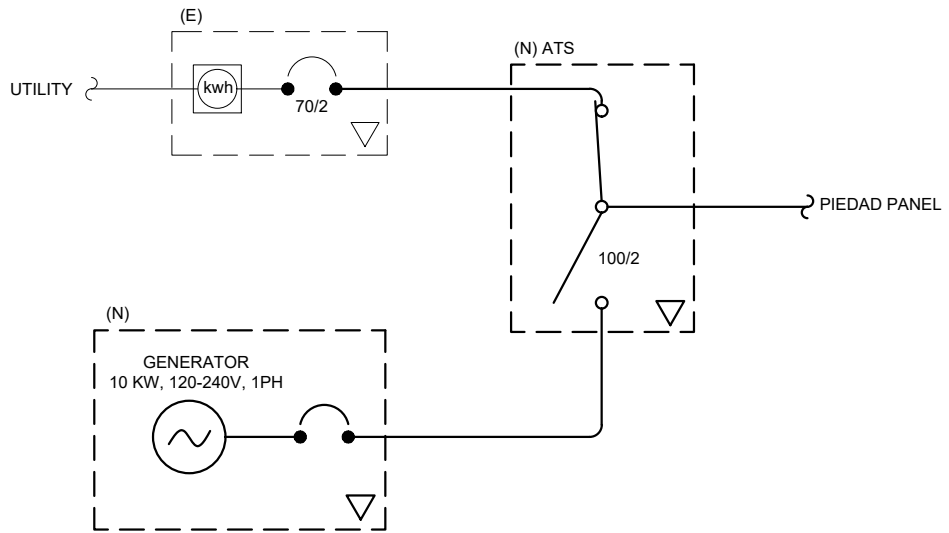 (E)
UTILITY
kwh
70/2
(N) ATS
PIEDAD PANEL
100/2
(N)
GENERATOR
10 KW, 120-240V, 1PH